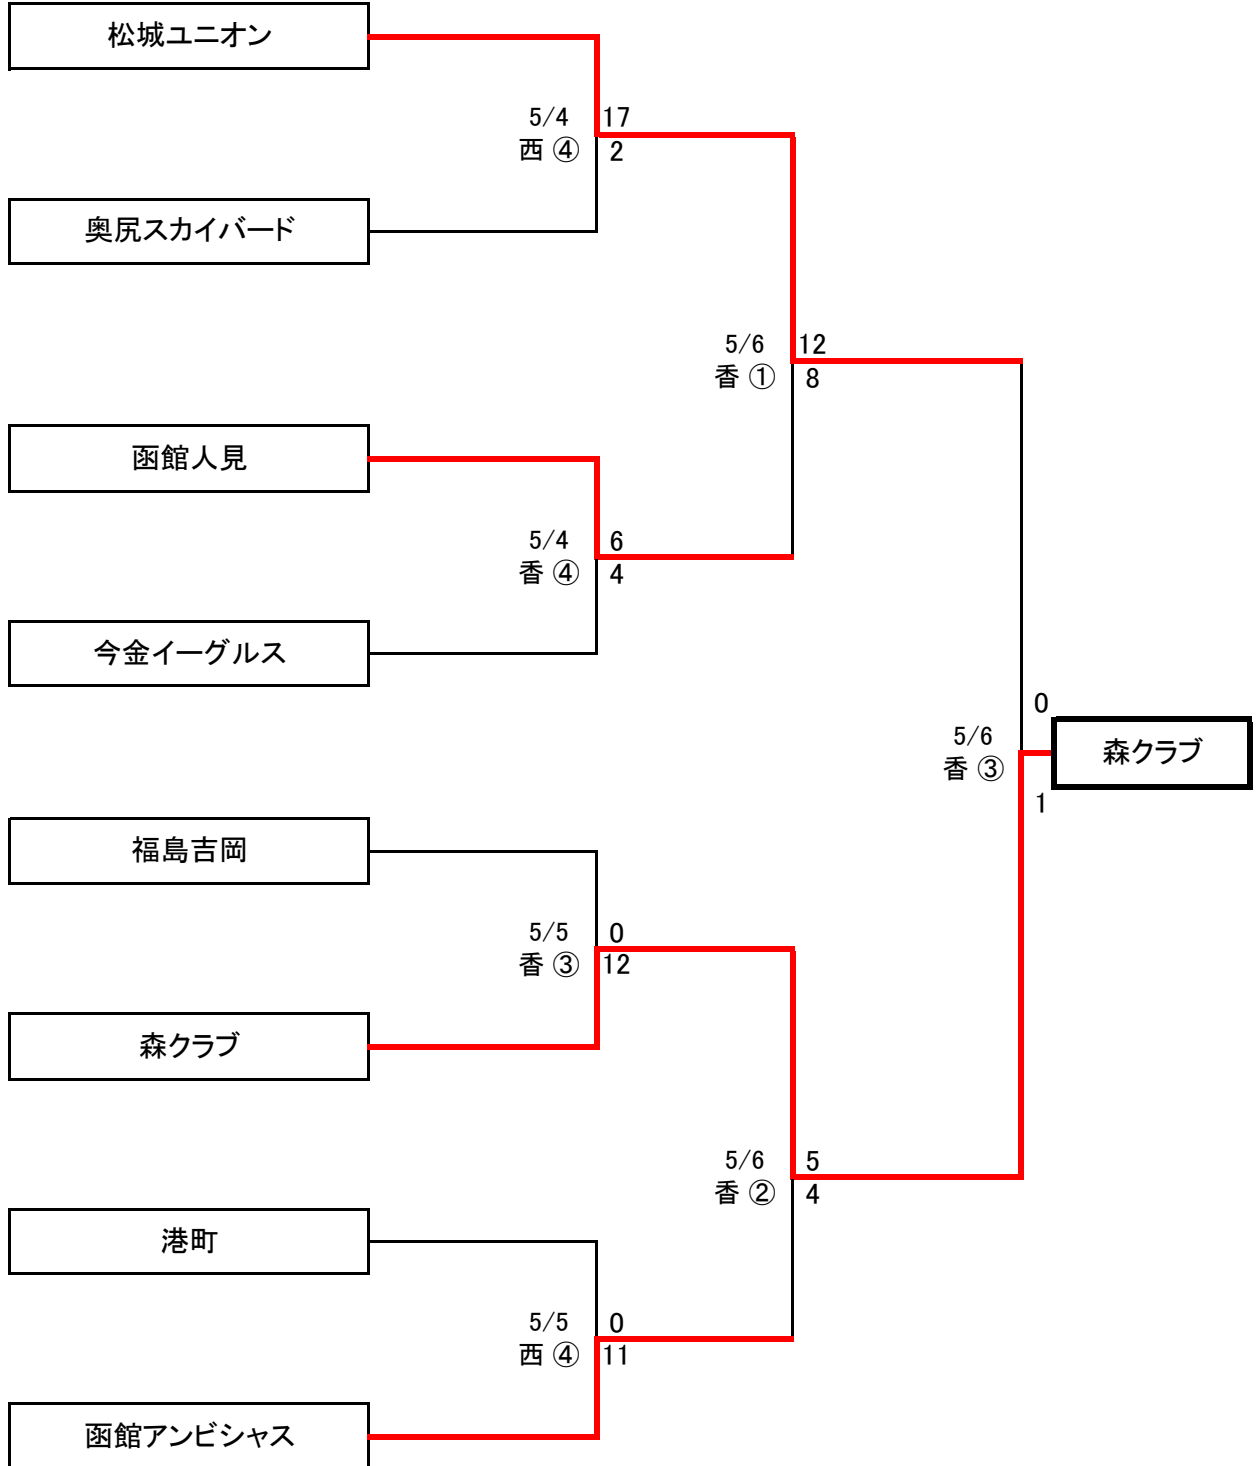 松城ユニオン
5/4 17
西 ④ 2
奥尻スカイバード
5/6 12
香 ① 8
函館人見
5/4 6
香 ④ 4
今金イーグルス
0
5/6
香 ③
森クラブ
1
福島吉岡
5/5 0
香 ③ 12
森クラブ
5/6 5
香 ② 4
港町
5/5 0
西 ④ 11
函館アンビシャス